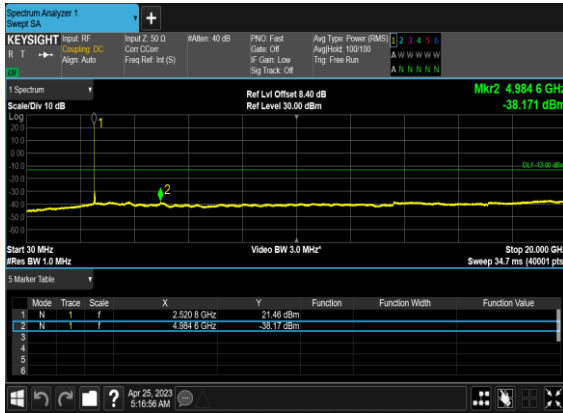 Spectrum Analyzer 1
Swept SA
KEYSIGHT Input: RF Input Z: 50 Ω #Atten: 40 dB PNO: Fast Avg Type: Power (RMS) 1 2 3 4 5 6
R T Coupling: DC Corr CCorr Gate: Off Avg|Hold: 100/100 A W W W W W
Align: Auto Freq Ref: Int (S) IF Gain: Low Trig: Free Run
Sig Track: Off A N N N N N
LXI
1 Spectrum Ref Lvl Offset 8.40 dB Mkr2 4.984 6 GHz
Scale/Div 10 dB Ref Level 30.00 dBm -38.171 dBm
Log
1
20.0
10.0
0.00
-10.0
DL1 -13.00 dBm
-20.0
-30.0
2
-40.0
-50.0
-60.0
Start 30 MHz Video BW 3.0 MHz* Stop 20.000 GHz
#Res BW 1.0 MHz Sweep 34.7 ms (40001 pts)
5 Marker Table
Mode Trace Scale X Y Function Function Width Function Value
1 N 1 f 2.520 8 GHz 21.46 dBm
2 N 1 f 4.984 6 GHz -38.17 dBm
3
4
5
6
? Apr 25, 2023
5:16:56 AM